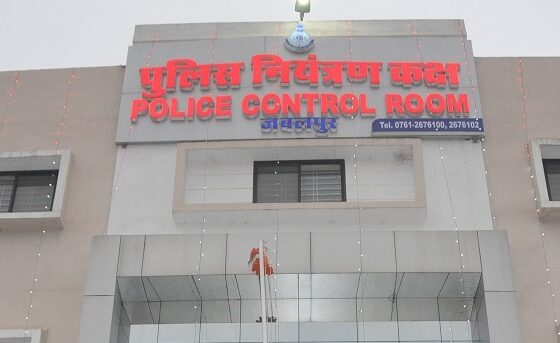 पुलिस नियंत्रण कक्ष
POLICE CONTROL ROOM
जबलपुर
Tel. 0761-2676100, 2676102